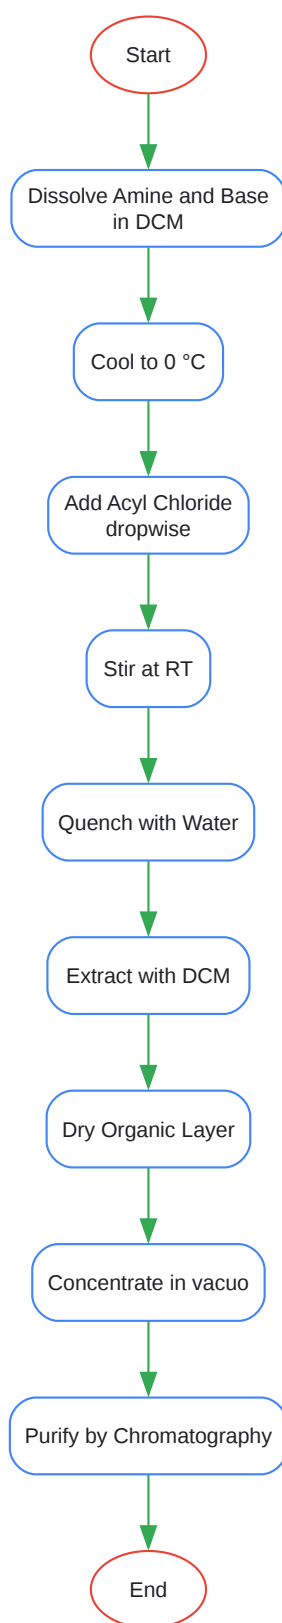 Start
Dissolve Amine and Base
in DCM
Cool to 0 °C
Add Acyl Chloride
dropwise
Stir at RT
Quench with Water
Extract with DCM
Dry Organic Layer
Concentrate in vacuo
Purify by Chromatography
End